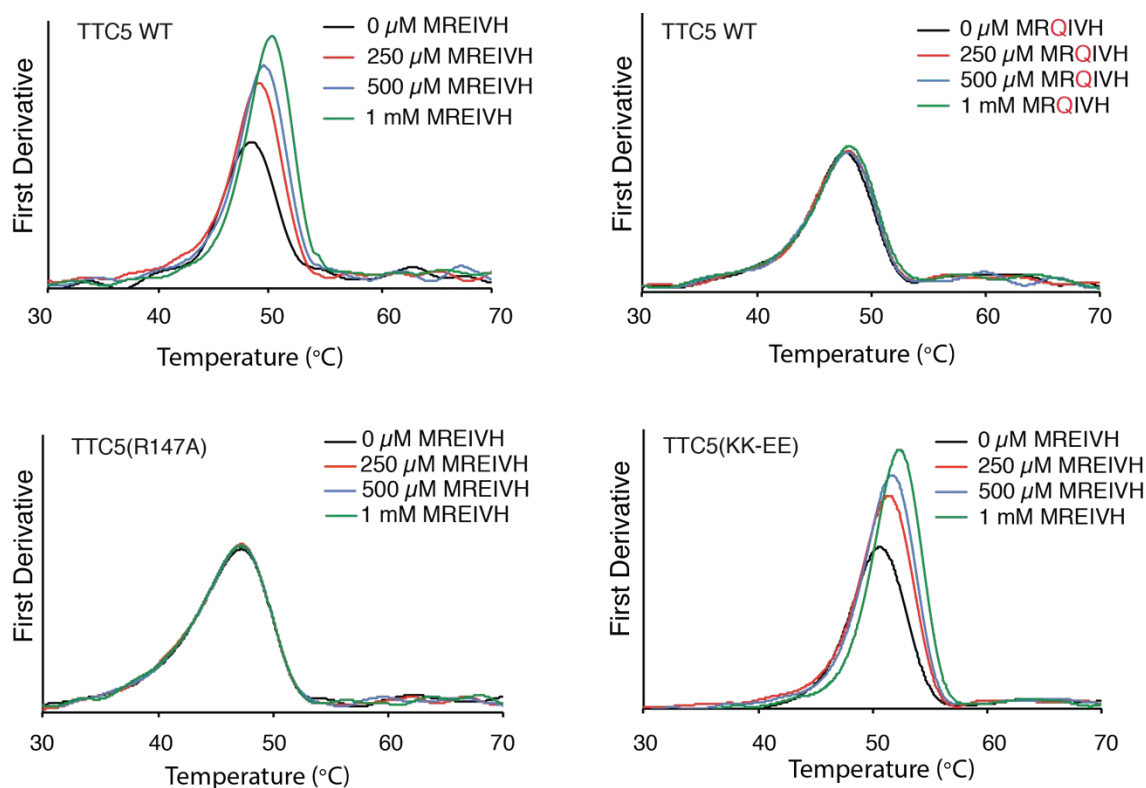 TTC5 WT
0 µM MREIVH
250 µM MREIVH
500 µM MREIVH
1 mM MREIVH
First Derivative
30 40 50 60 70
Temperature (°C)
TTC5 WT
0 µM MRQIVH
250 µM MRQIVH
500 µM MRQIVH
1 mM MRQIVH
First Derivative
30 40 50 60 70
Temperature (°C)
TTC5(R147A)
0 µM MREIVH
250 µM MREIVH
500 µM MREIVH
1 mM MREIVH
First Derivative
30 40 50 60 70
Temperature (°C)
TTC5(KK-EE)
0 µM MREIVH
250 µM MREIVH
500 µM MREIVH
1 mM MREIVH
First Derivative
30 40 50 60 70
Temperature (°C)